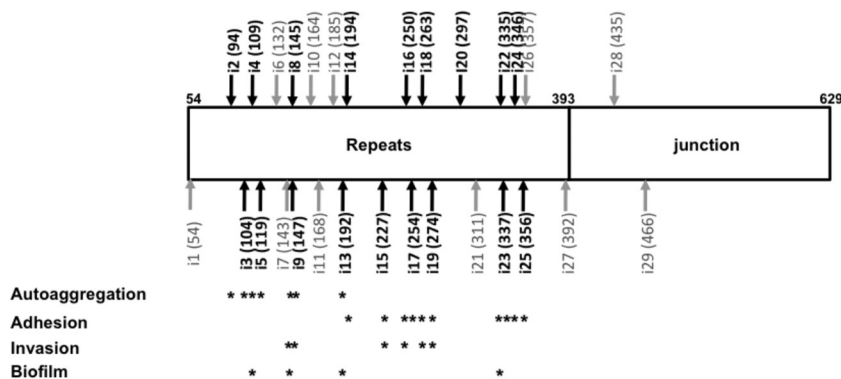 i2 (94)
i4 (109)
i6 (132)
i8 (145)
i10 (164)
i12 (185)
i14 (194)
i16 (250)
i18 (263)
i20 (297)
i22 (335)
i24 (346)
i26 (357)
i28 (435)
54 393 629
Repeats junction
i1 (54)
i3 (104)
i5 (119)
i7 (143)
i9 (147)
i11 (168)
i13 (192)
i15 (227)
i17 (254)
i19 (274)
i21 (311)
i23 (337)
i25 (356)
i27 (392)
i29 (466)
Autoaggregation * **** ** *
Adhesion * * **** ****
Invasion ** * * **
Biofilm * * * *